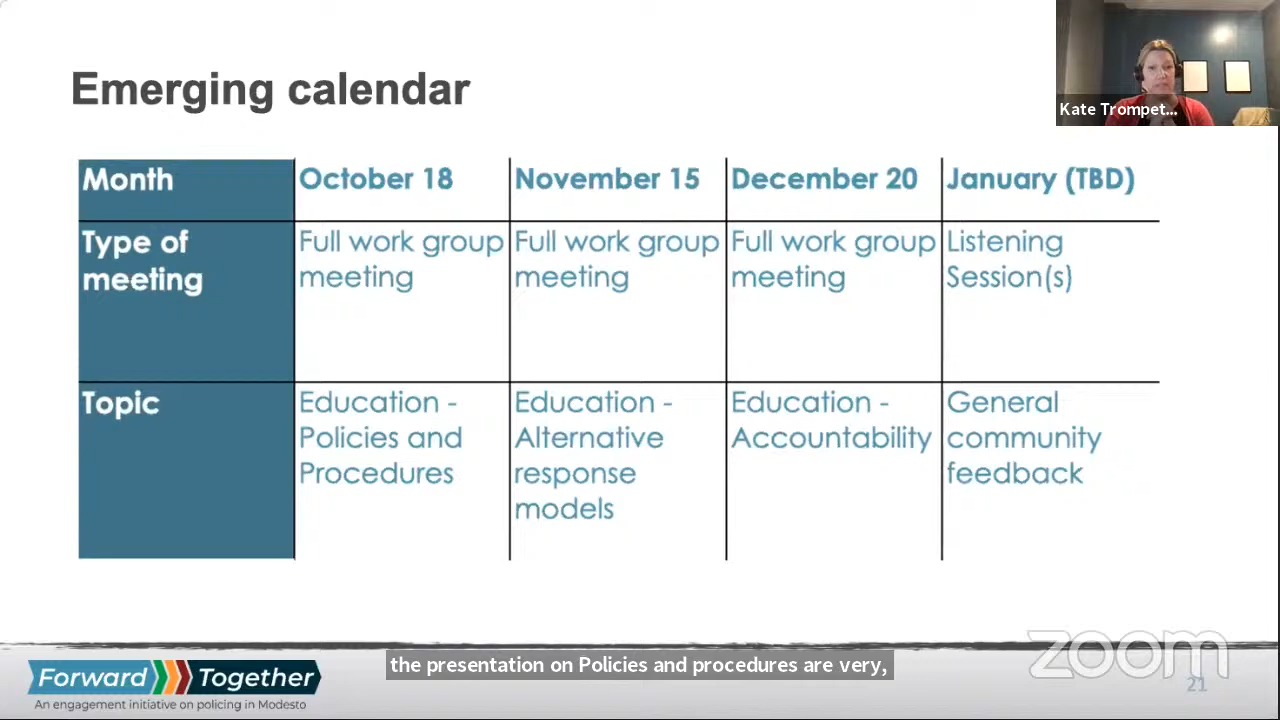 Emerging calendar
Kate Trompet...
Month
October 18
November 15
December 20
January (TBD)
Type of
meeting
Full work group
meeting
Full work group
meeting
Full work group
meeting
Listening
Session(s)
Topic
Education -
Policies and
Procedures
Education -
Alternative
response
models
Education -
Accountability
General
community
feedback
Forward Together
An engagement initiative on policing in Modesto
the presentation on Policies and procedures are very,
zoom
21